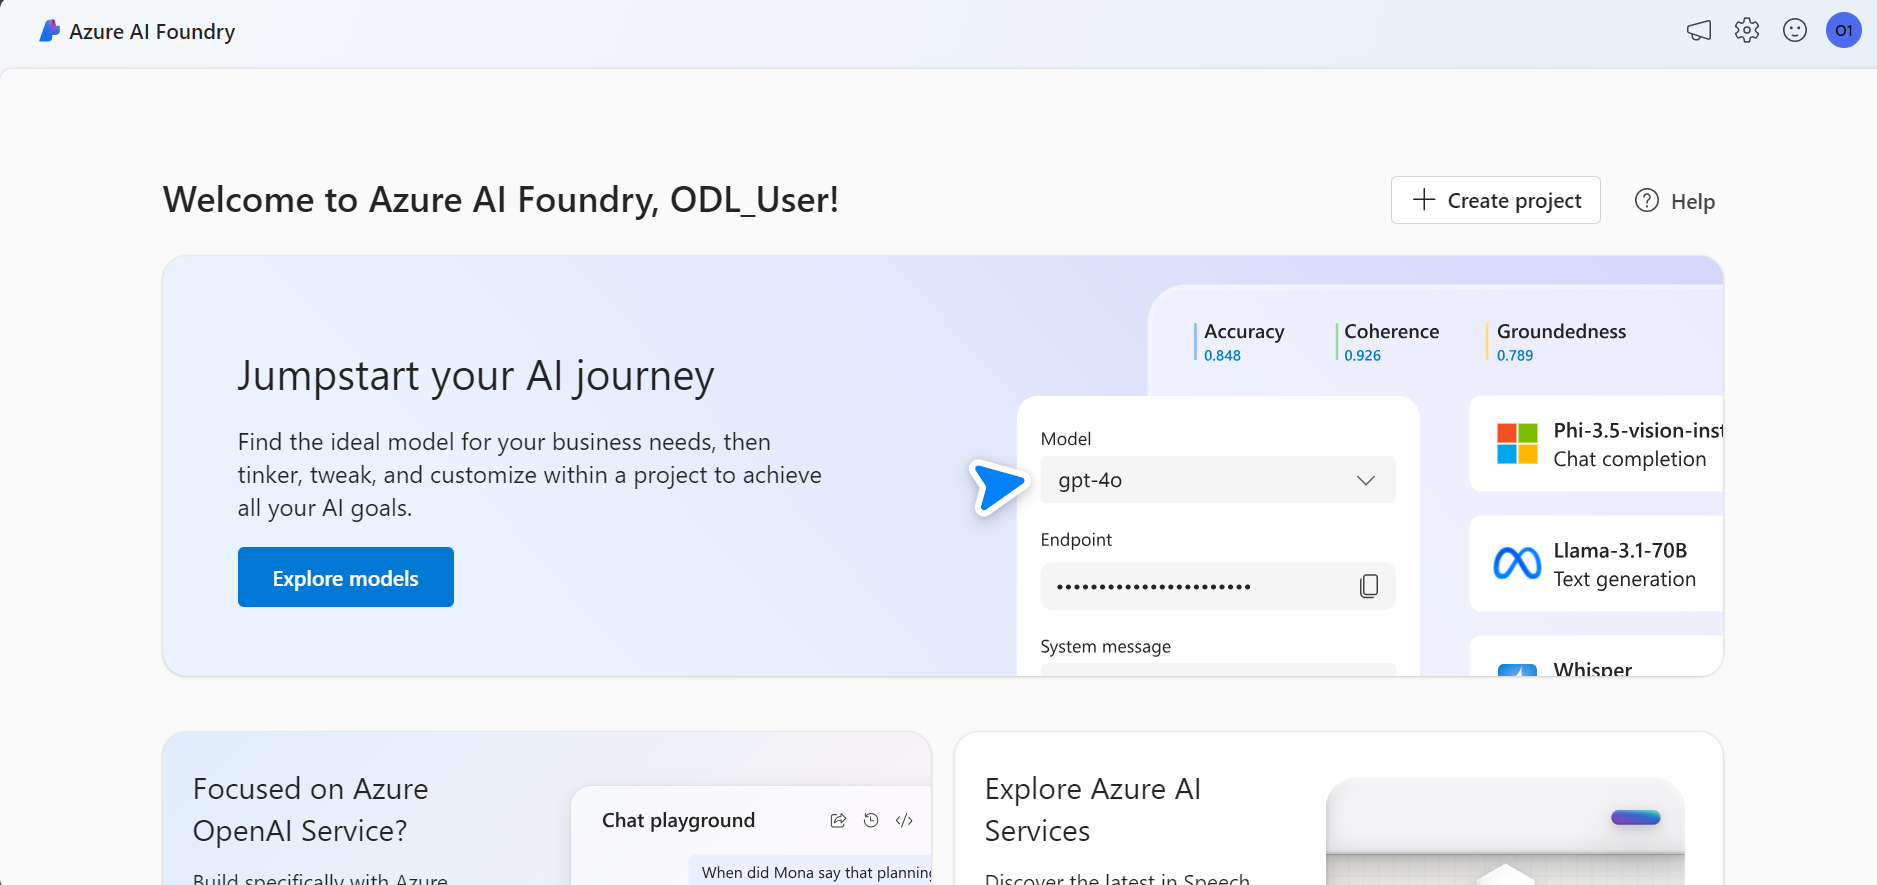 Azure AI Foundry
O1
Welcome to Azure AI Foundry, ODL_User!
Create project
Help
Jumpstart your AI journey
Find the ideal model for your business needs, then
tinker, tweak, and customize within a project to achieve
all your AI goals.
Explore models
Accuracy
0.848
Coherence
0.926
Groundedness
0.789
Model
gpt-4o
Endpoint
System message
Phi-3.5-vision-inst
Chat completion
Llama-3.1-70B
Text generation
Whisper
Focused on Azure
OpenAI Service?
Build specifically with Azure
Chat playground
When did Mona say that planning
Explore Azure AI
Services
Discover the latest in Speech